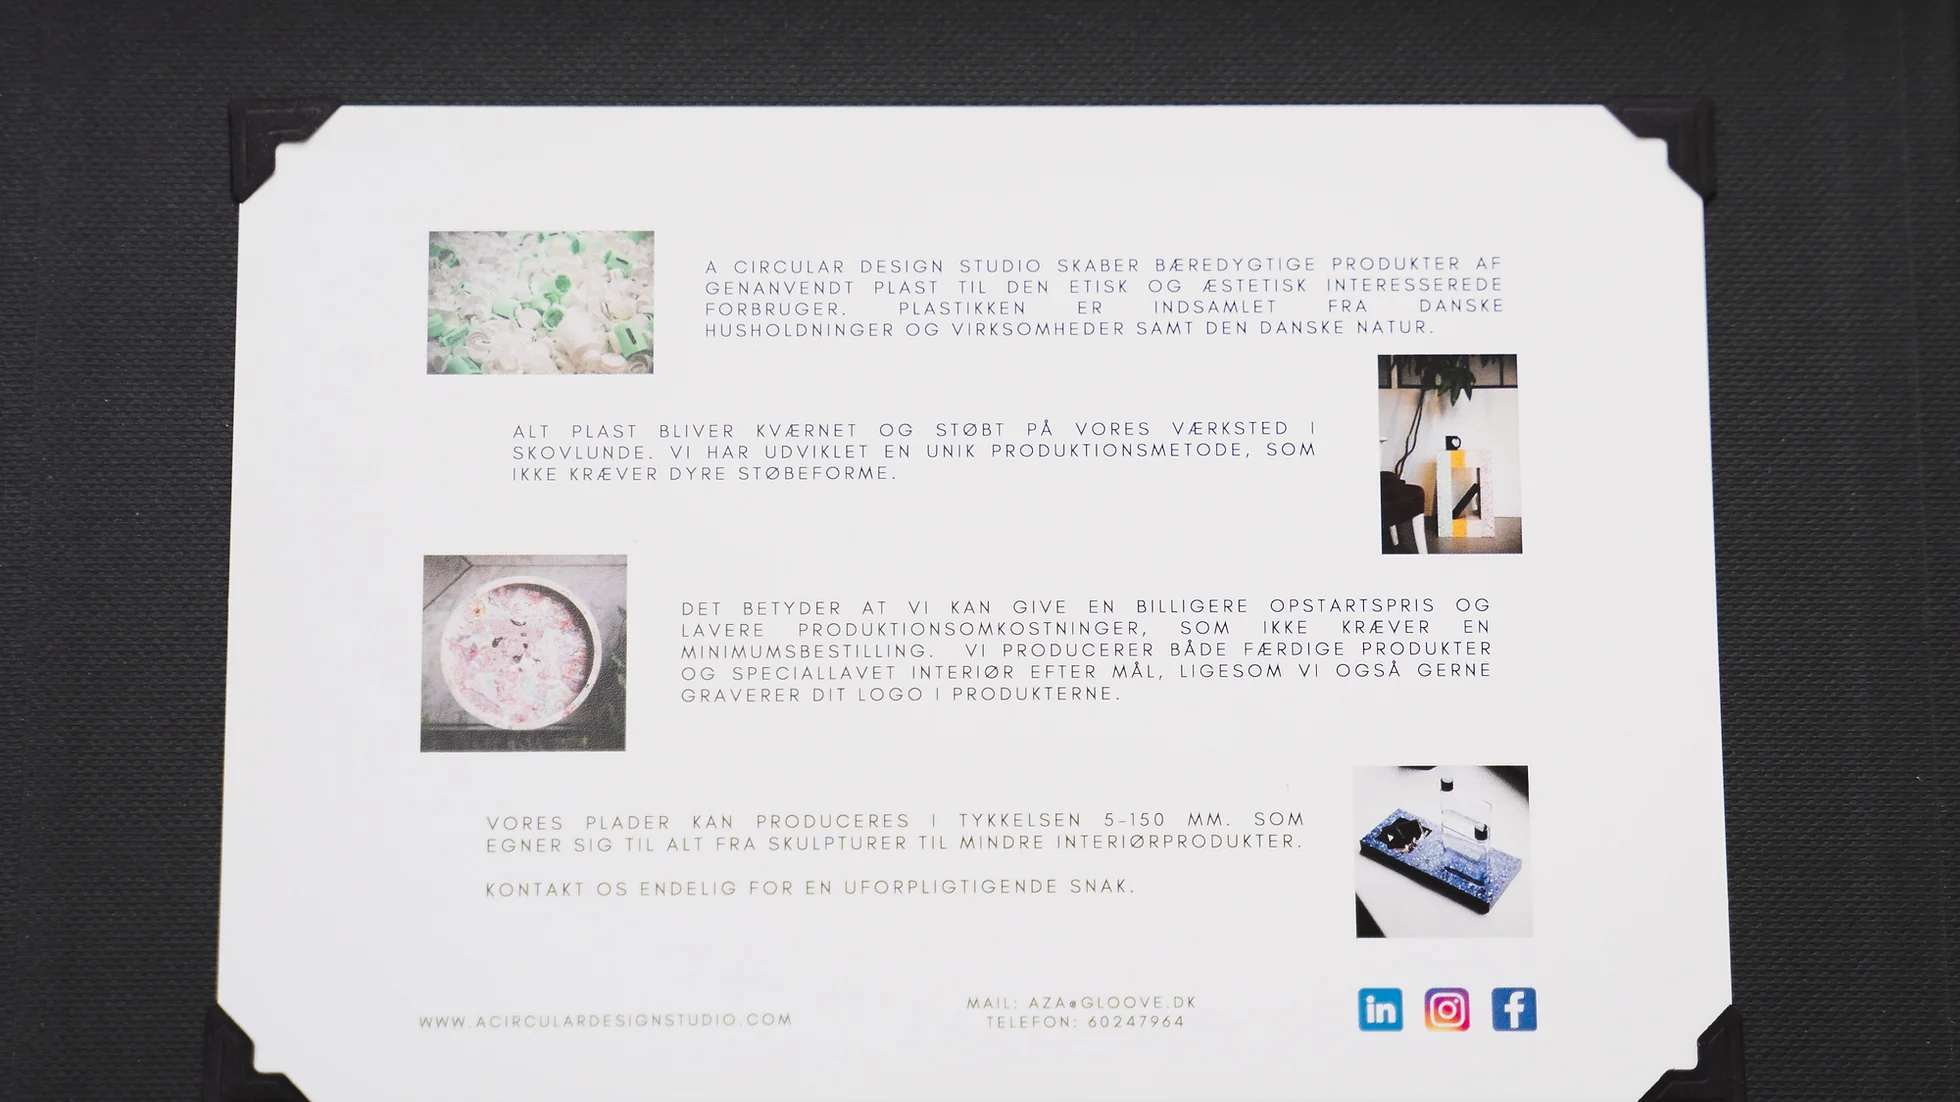 A CIRCULAR DESIGN STUDIO SKABER BÆREDYGTIGE PRODUKTER AF
GENANVENDT PLAST TIL DEN ETISK OG ÆSTETISK INTERESSEREDE
FORBRUGER. PLASTIKKEN ER INDSAMLET FRA DANSKE
HUSHOLDNINGER OG VIRKSOMHEDER SAMT DEN DANSKE NATUR.
ALT PLAST BLIVER KVÆRNET OG STØBT PÅ VORES VÆRKSTED I
SKOVLUNDE. VI HAR UDVIKLET EN UNIK PRODUKTIONSMETODE, SOM
IKKE KRÆVER DYRE STØBEFORME.
DET BETYDER AT VI KAN GIVE EN BILLIGERE OPSTARTSPRIS OG
LAVERE PRODUKTIONSOMKOSTNINGER, SOM IKKE KRÆVER EN
MINIMUMSBESTILLING. VI PRODUCERER BÅDE FÆRDIGE PRODUKTER
OG SPECIALLAVET INTERIØR EFTER MÅL, LIGESOM VI OGSÅ GERNE
GRAVERER DIT LOGO I PRODUKTERNE.
VORES PLADER KAN PRODUCERES I TYKKELSEN 5-150 MM. SOM
EGNER SIG TIL ALT FRA SKULPTURER TIL MINDRE INTERIØRPRODUKTER.
KONTAKT OS ENDELIG FOR EN UFORPLIGTIGENDE SNAK.
WWW.ACIRCULARDESIGNSTUDIO.COM
MAIL: AZA@GLOOVE.DK
TELEFON: 60247964
in
f